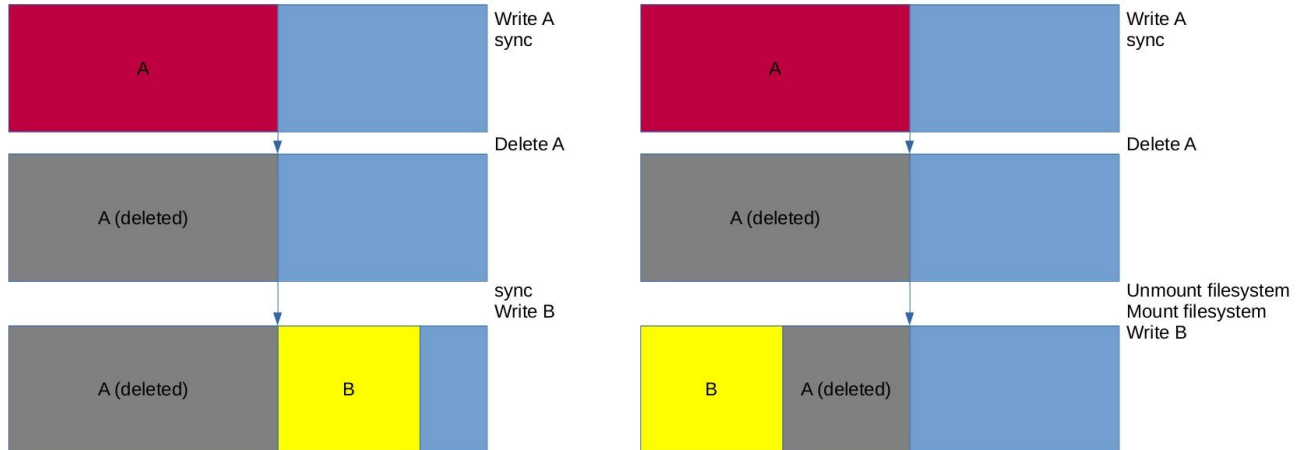 A
Write A
sync
Delete A
A (deleted)
sync
Write B
A (deleted)
B
A
Write A
sync
Delete A
A (deleted)
Unmount filesystem
Mount filesystem
Write B
B
A (deleted)